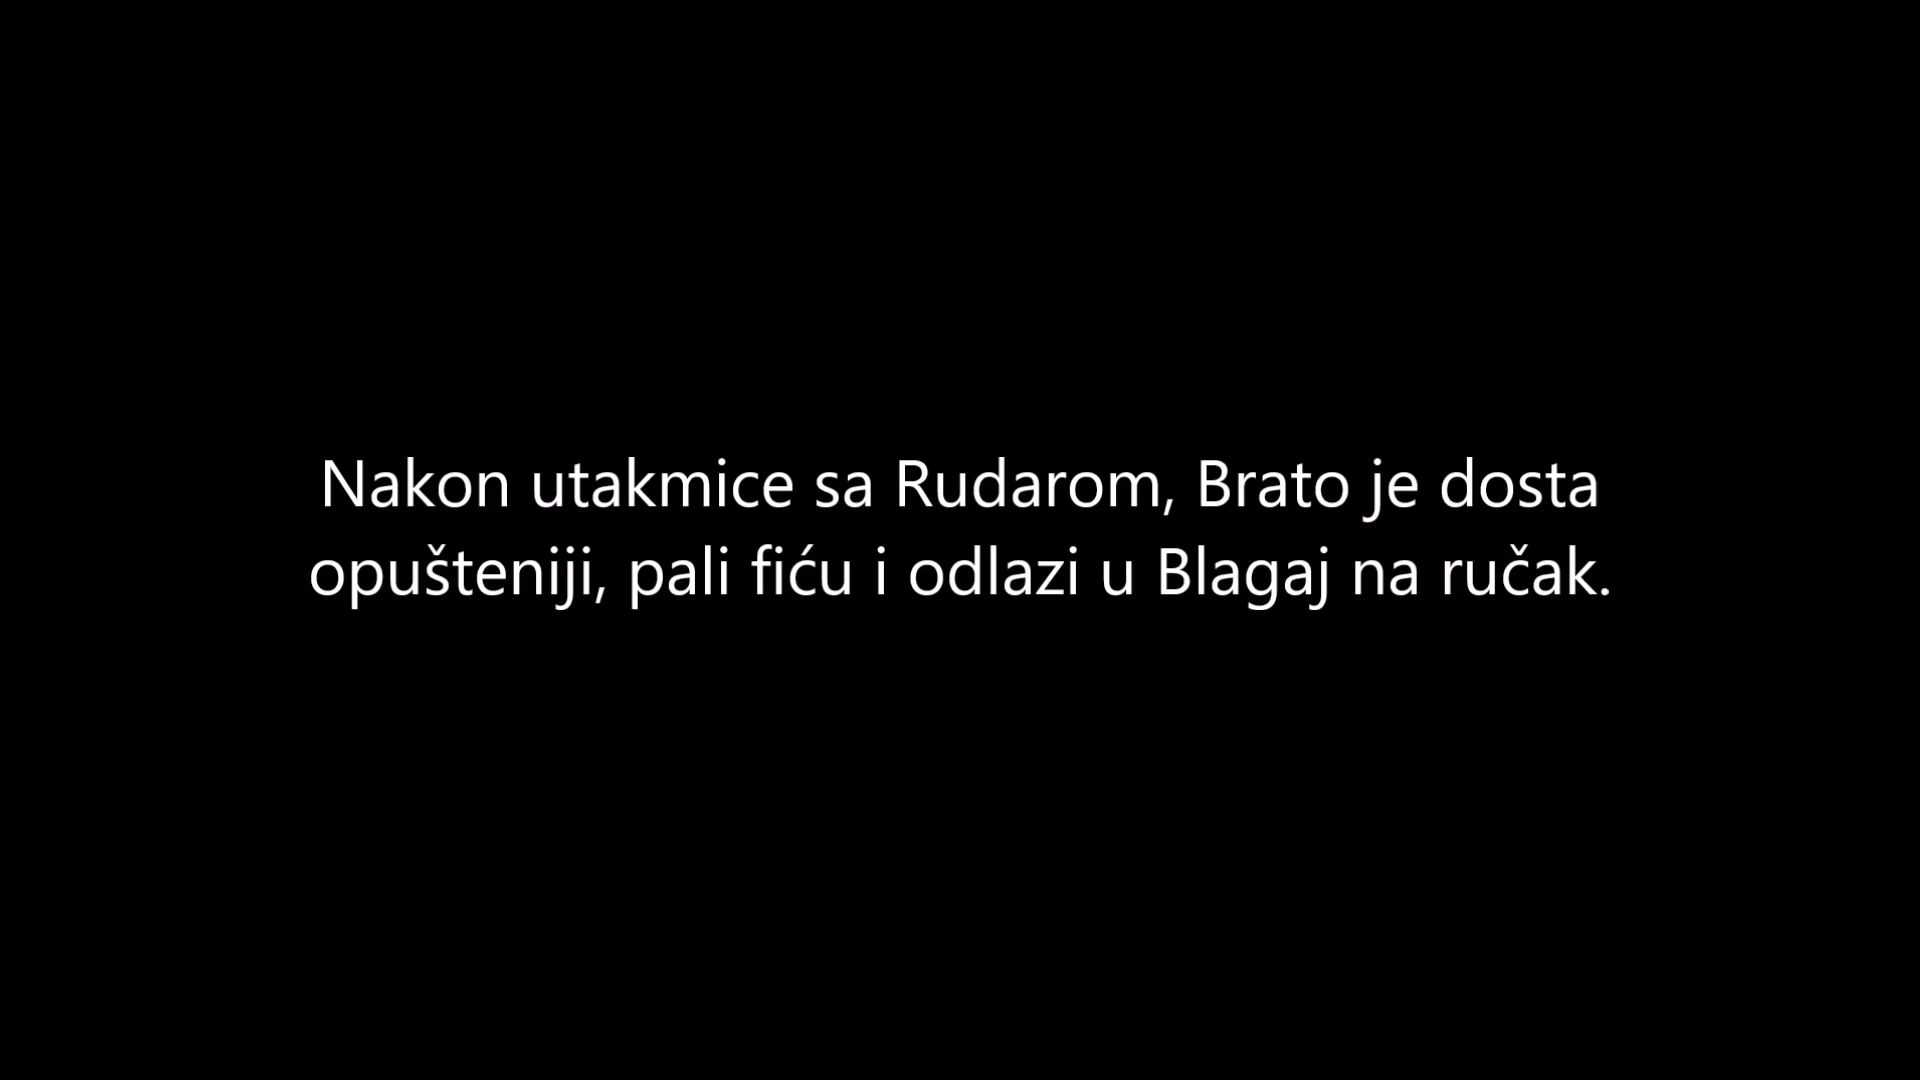 Nakon utakmice sa Rudarom, Brato je dosta
opušteniji, pali fiću i odlazi u Blagaj na ručak.